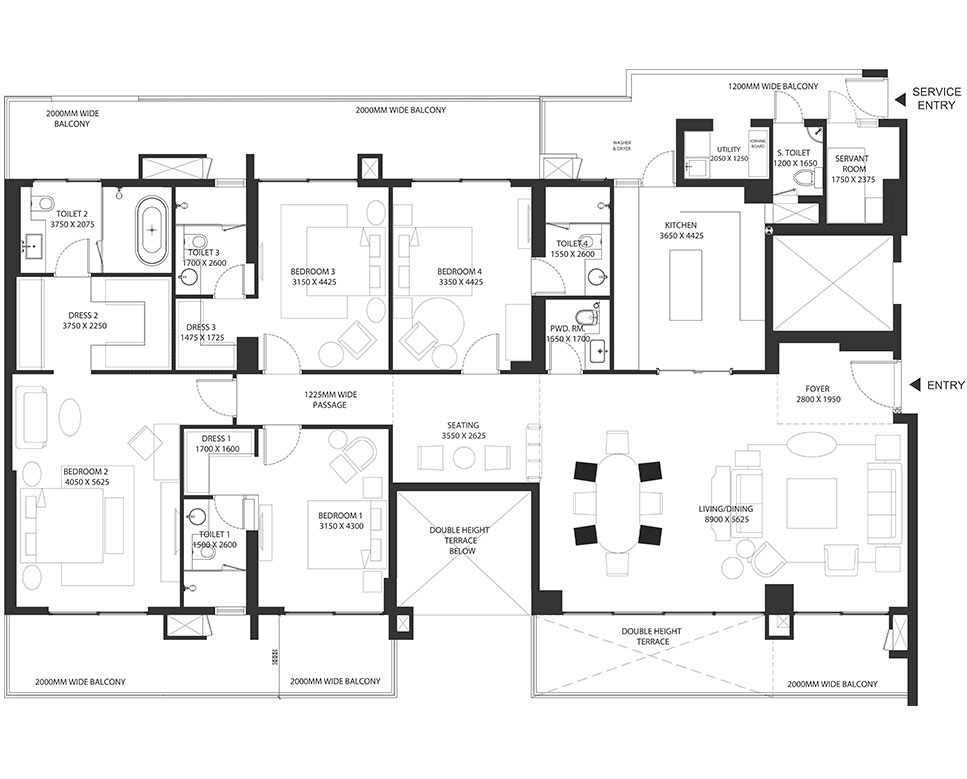 1200MM WIDE BALCONY
SERVICE
ENTRY
2000MM WIDE
BALCONY
2000MM WIDE BALCONY
WASHER
& DRYER
UTILITY
2050 X 1250
IORNING
BOARD
S. TOILET
1200 X 1650
SERVANT
ROOM
1750 X 2375
TOILET 2
3750 X 2075
TOILET 3
1700 X 2600
BEDROOM 3
3150 X 4425
BEDROOM 4
3350 X 4425
TOILET 4
1550 X 2600
KITCHEN
3650 X 4425
DRESS 2
3750 X 2250
DRESS 3
1475 X 1725
PWD. RM.
1550 X 1700
FOYER
2800 X 1950
ENTRY
1225MM WIDE
PASSAGE
SEATING
3550 X 2625
DRESS 1
1700 X 1600
BEDROOM 2
4050 X 5625
BEDROOM 1
3150 X 4300
TOILET 1
1500 X 2600
DOUBLE HEIGHT
TERRACE
BELOW
LIVING/DINING
8900 X 5625
DOUBLE HEIGHT
TERRACE
2000MM WIDE BALCONY
2000MM WIDE BALCONY
2000MM WIDE BALCONY